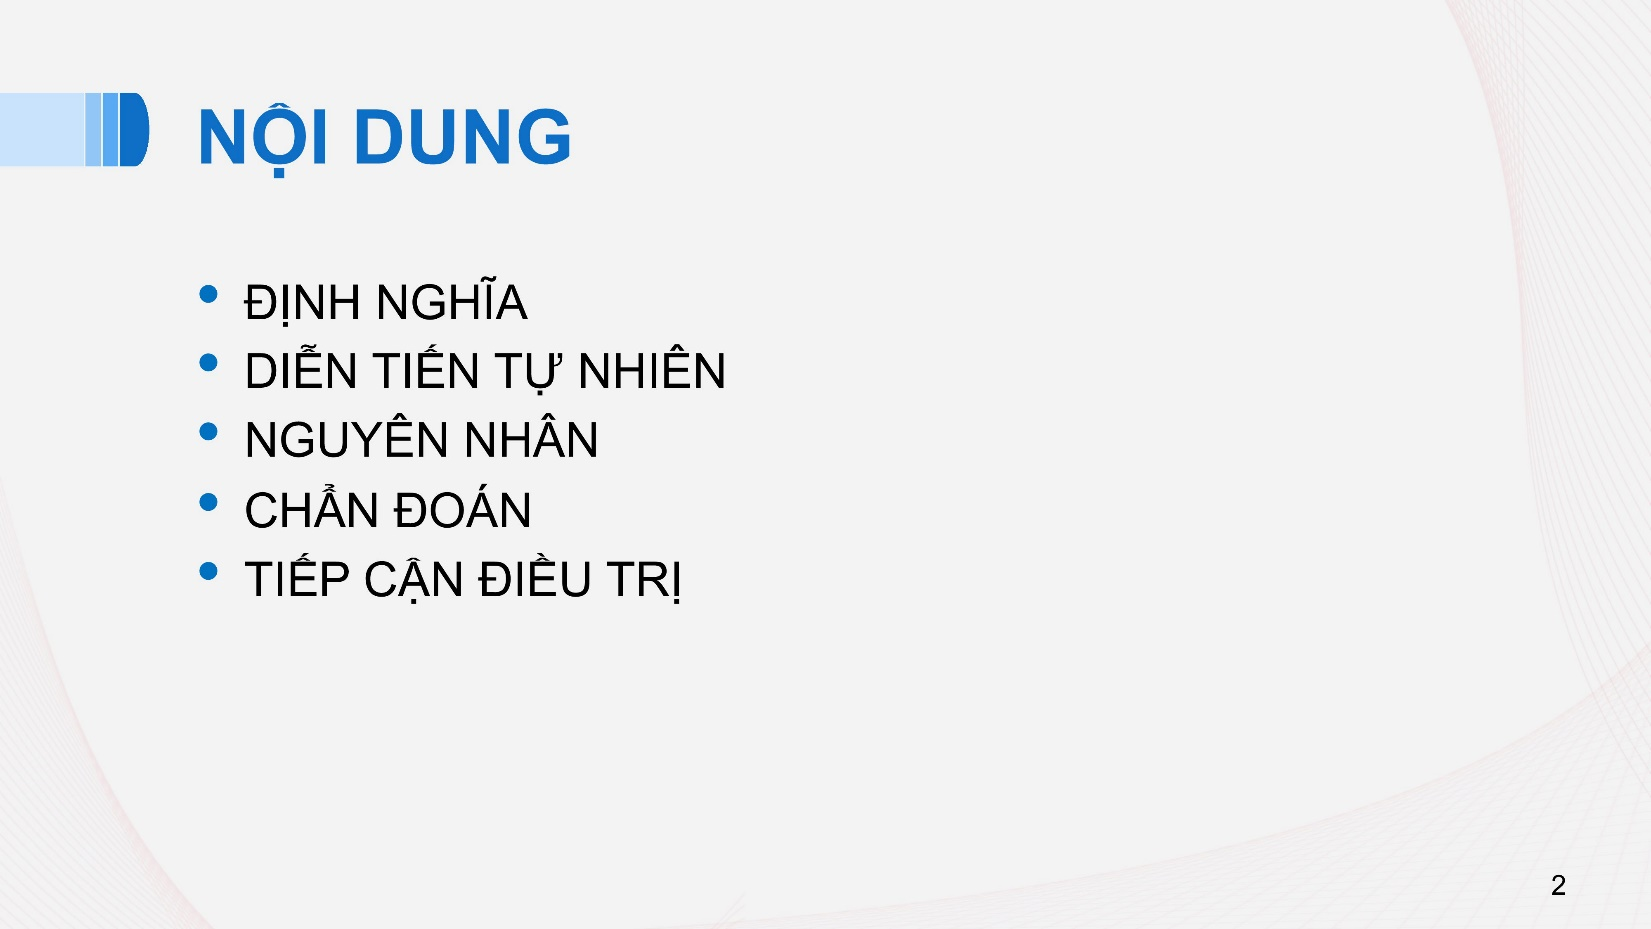 NỘI DUNG
• ĐỊNH NGHĨA
• DIỄN TIẾN TỰ NHIÊN
• NGUYÊN NHÂN
• CHẨN ĐOÁN
• TIẾP CẬN ĐIỀU TRỊ
2